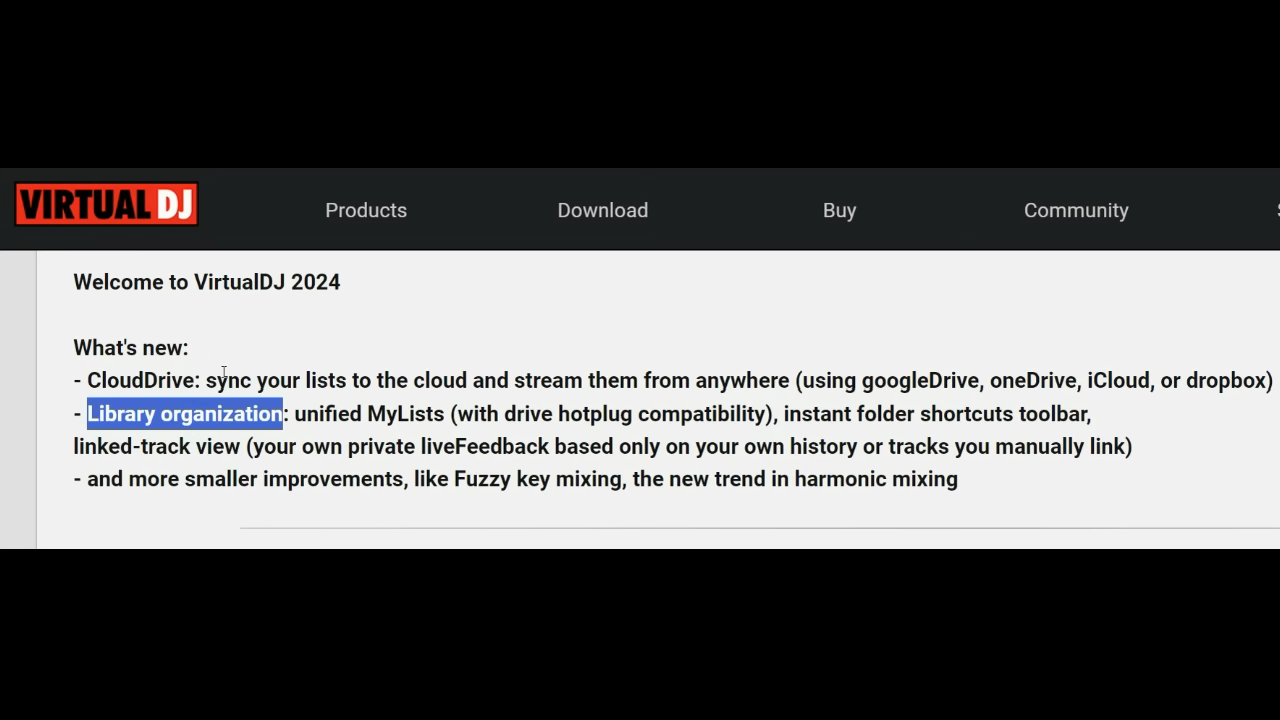 VIRTUAL DJ
Products
Download
Buy
Community
Welcome to VirtualDJ 2024
What's new:
- CloudDrive: sync your lists to the cloud and stream them from anywhere (using googleDrive, oneDrive, iCloud, or dropbox)
- Library organization: unified MyLists (with drive hotplug compatibility), instant folder shortcuts toolbar,
linked-track view (your own private liveFeedback based only on your own history or tracks you manually link)
- and more smaller improvements, like Fuzzy key mixing, the new trend in harmonic mixing